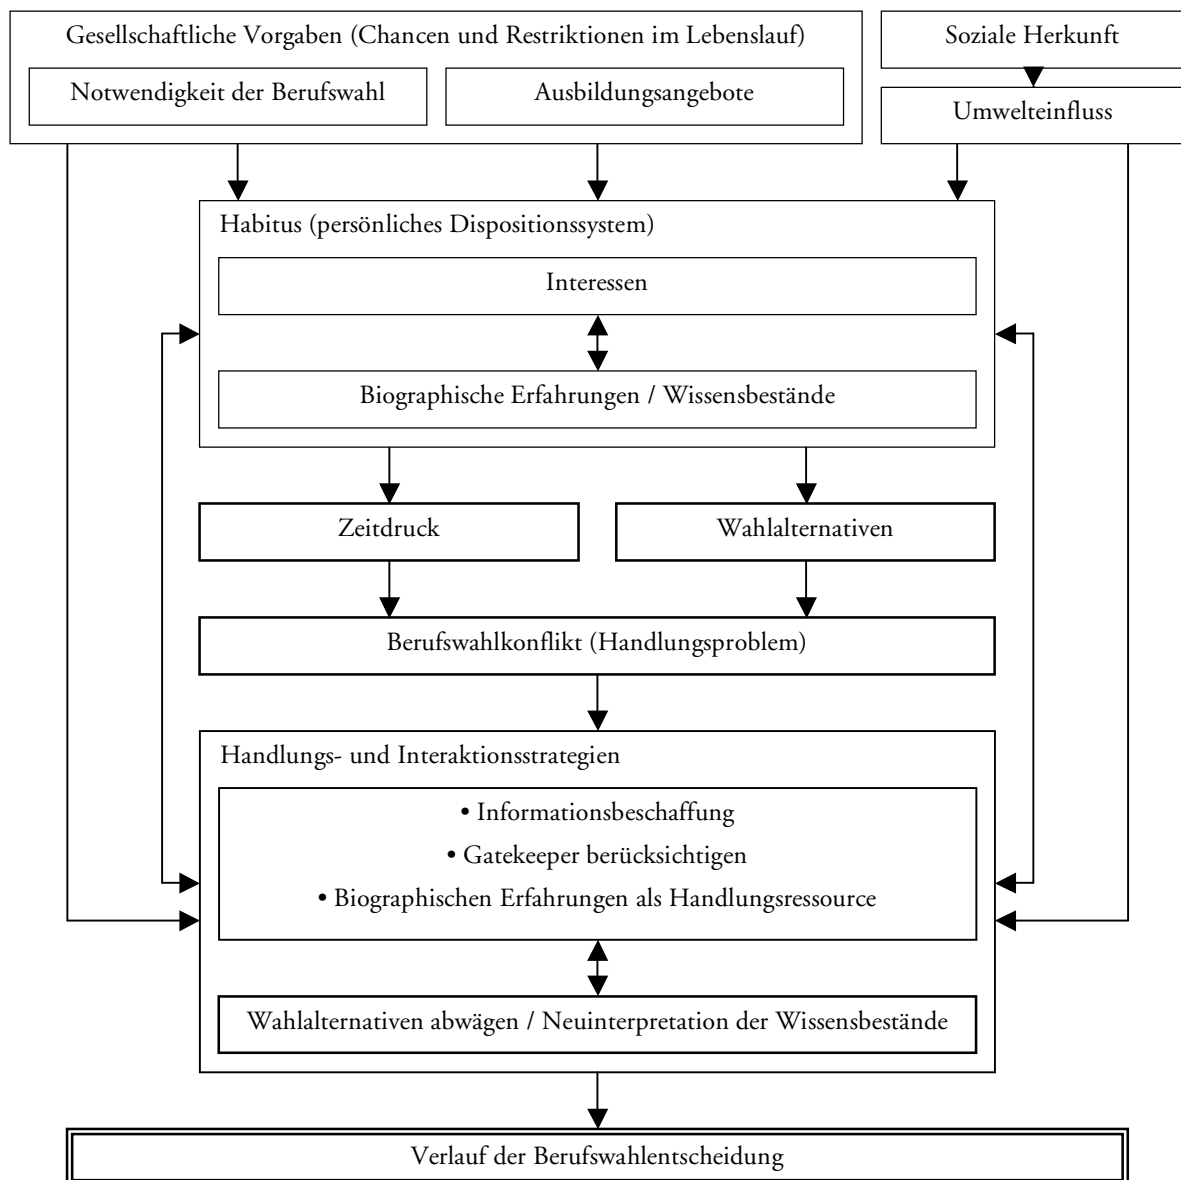 Gesellschaftliche Vorgaben (Chancen und Restriktionen im Lebenslauf)
Notwendigkeit der Berufswahl
Ausbildungsangebote
Soziale Herkunft
Umwelteinfluss
Habitus (persönliches Dispositionssystem)
Interessen
Biographische Erfahrungen / Wissensbestände
Zeitdruck
Wahlalternativen
Berufswahlkonflikt (Handlungsproblem)
Handlungs- und Interaktionsstrategien
• Informationsbeschaffung
• Gatekeeper berücksichtigen
• Biographischen Erfahrungen als Handlungsressource
Wahlalternativen abwägen / Neuinterpretation der Wissensbestände
Verlauf der Berufswahlentscheidung